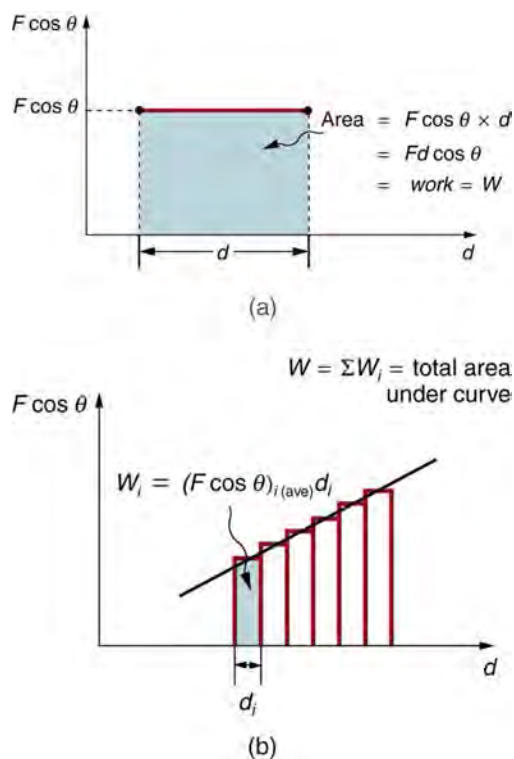 F cos θ
F cos θ
Area = F cos θ × d
= Fd cos θ
= work = W
d
d
(a)
W = ΣWᵢ = total area
under curve
F cos θ
Wᵢ = (F cos θ)ᵢ₍ₐᵥₑ₎dᵢ
d
dᵢ
(b)